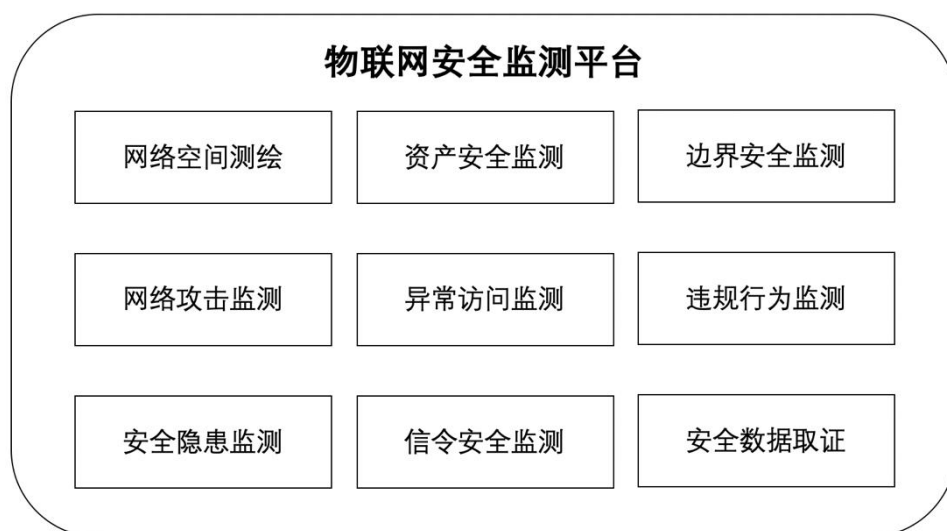 物联网安全监测平台
网络空间测绘
资产安全监测
边界安全监测
网络攻击监测
异常访问监测
违规行为监测
安全隐患监测
信令安全监测
安全数据取证